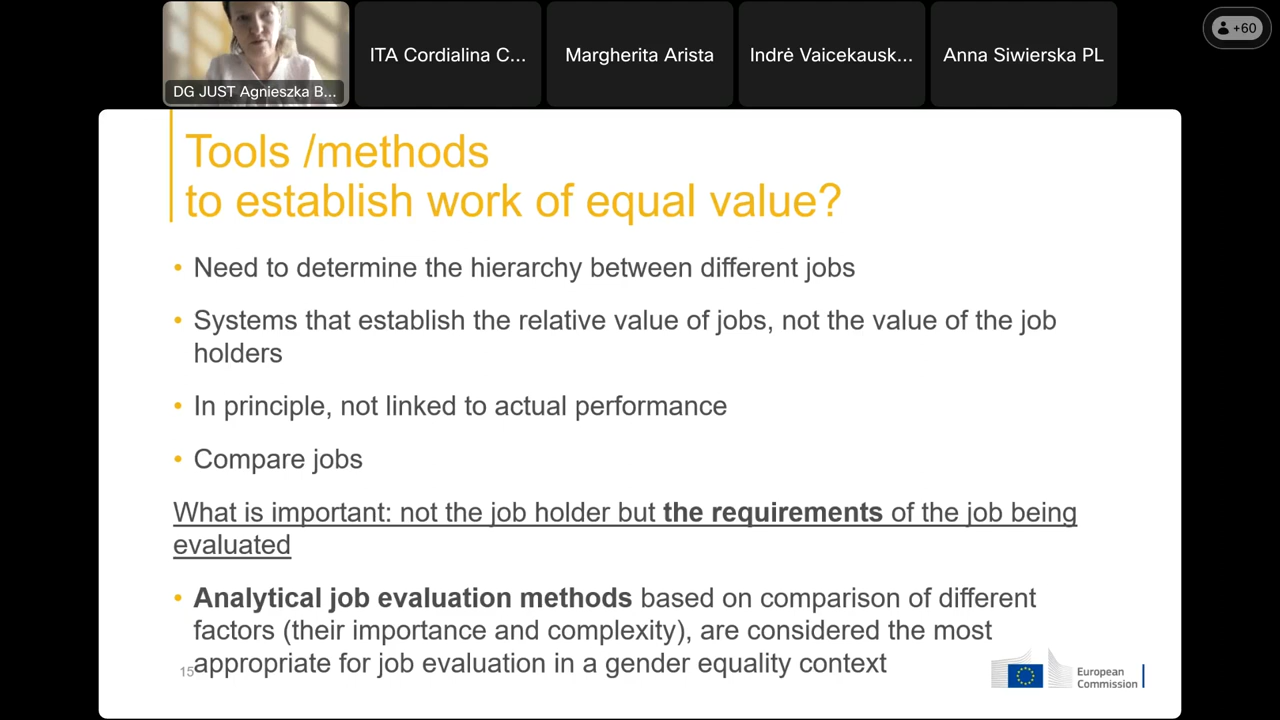 DG JUST Agnieszka B...
ITA Cordialina C...
Margherita Arista
Indrė Vaicekausk...
Anna Siwierska PL
+60
Tools /methods
to establish work of equal value?
• Need to determine the hierarchy between different jobs
• Systems that establish the relative value of jobs, not the value of the job
holders
• In principle, not linked to actual performance
• Compare jobs
What is important: not the job holder but the requirements of the job being
evaluated
• Analytical job evaluation methods based on comparison of different
factors (their importance and complexity), are considered the most
appropriate for job evaluation in a gender equality context
15
European
Commission